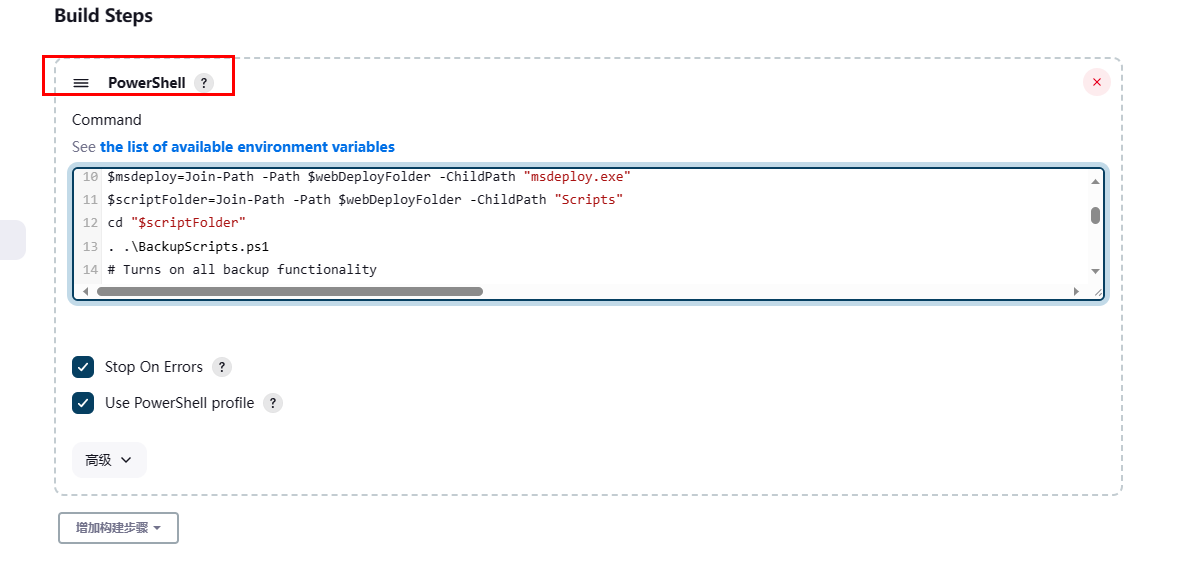 Build Steps
PowerShell ?
Command
See the list of available environment variables
10 $msdeploy=Join-Path -Path $webDeployFolder -ChildPath "msdeploy.exe"
11 $scriptFolder=Join-Path -Path $webDeployFolder -ChildPath "Scripts"
12 cd "$scriptFolder"
13 . .\BackupScripts.ps1
14 # Turns on all backup functionality
Stop On Errors ?
Use PowerShell profile ?
高级
增加构建步骤